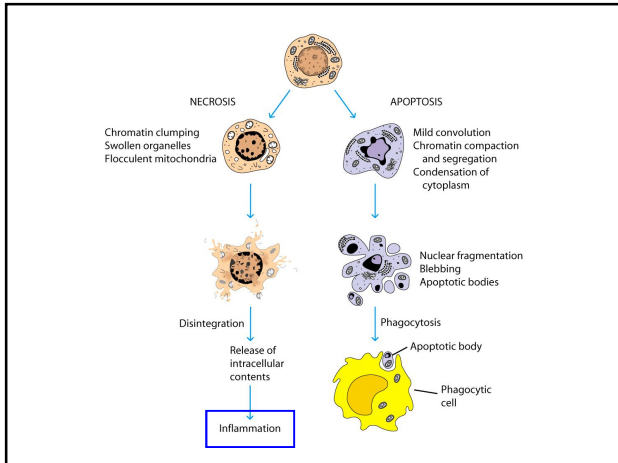 NECROSIS
APOPTOSIS
Chromatin clumping
Swollen organelles
Flocculent mitochondria
Mild convolution
Chromatin compaction
and segregation
Condensation of
cytoplasm
Nuclear fragmentation
Blebbing
Apoptotic bodies
Disintegration
Phagocytosis
Release of
intracellular
contents
Apoptotic body
Phagocytic
cell
Inflammation